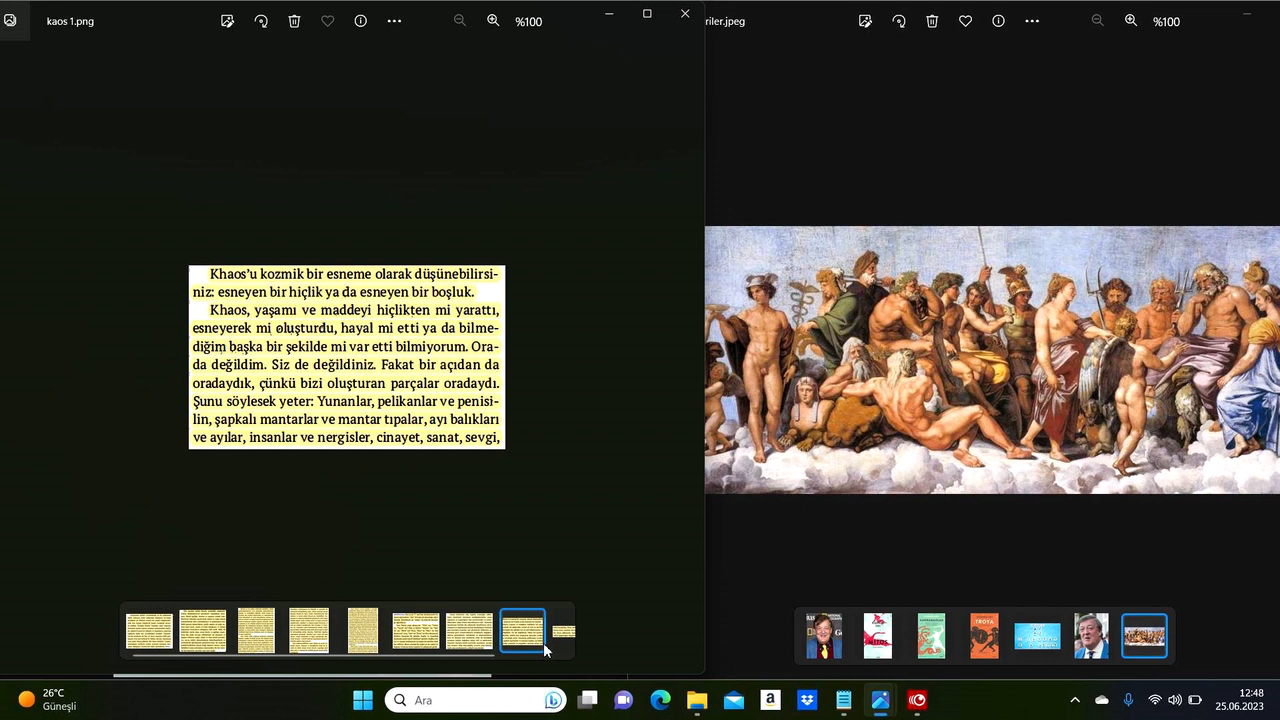 kaos 1.png
%100
riler.jpeg
%100
Khaos’u kozmik bir esneme olarak düşünebilirsi-
niz: esneyen bir hiçlik ya da esneyen bir boşluk.
Khaos, yaşamı ve maddeyi hiçlikten mi yarattı,
esneyerek mi oluşturdu, hayal mi etti ya da bilme-
diğim başka bir şekilde mi var etti bilmiyorum. Ora-
da değildim. Siz de değildiniz. Fakat bir açıdan da
oradaydık, çünkü bizi oluşturan parçalar oradaydı.
Şunu söylesek yeter: Yunanlar, pelikanlar ve penisi-
lin, şapkalı mantarlar ve mantar tıpalar, ayı balıkları
ve ayılar, insanlar ve nergisler, cinayet, sanat, sevgi,
TROYA
26°C
Güneşli
Ara
12:48
25.06.2023